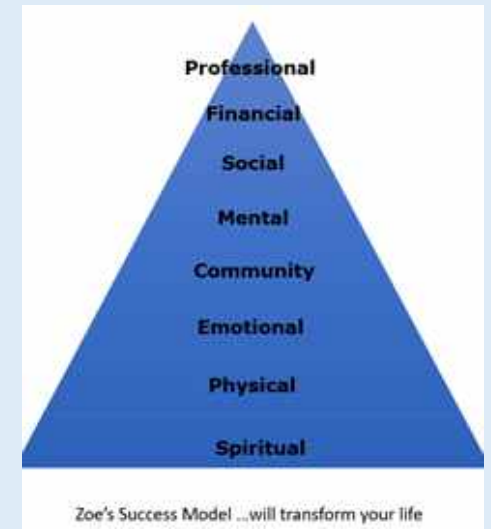 Professional
Financial
Social
Mental
Community
Emotional
Physical
Spiritual
Zoe's Success Model ...will transform your life